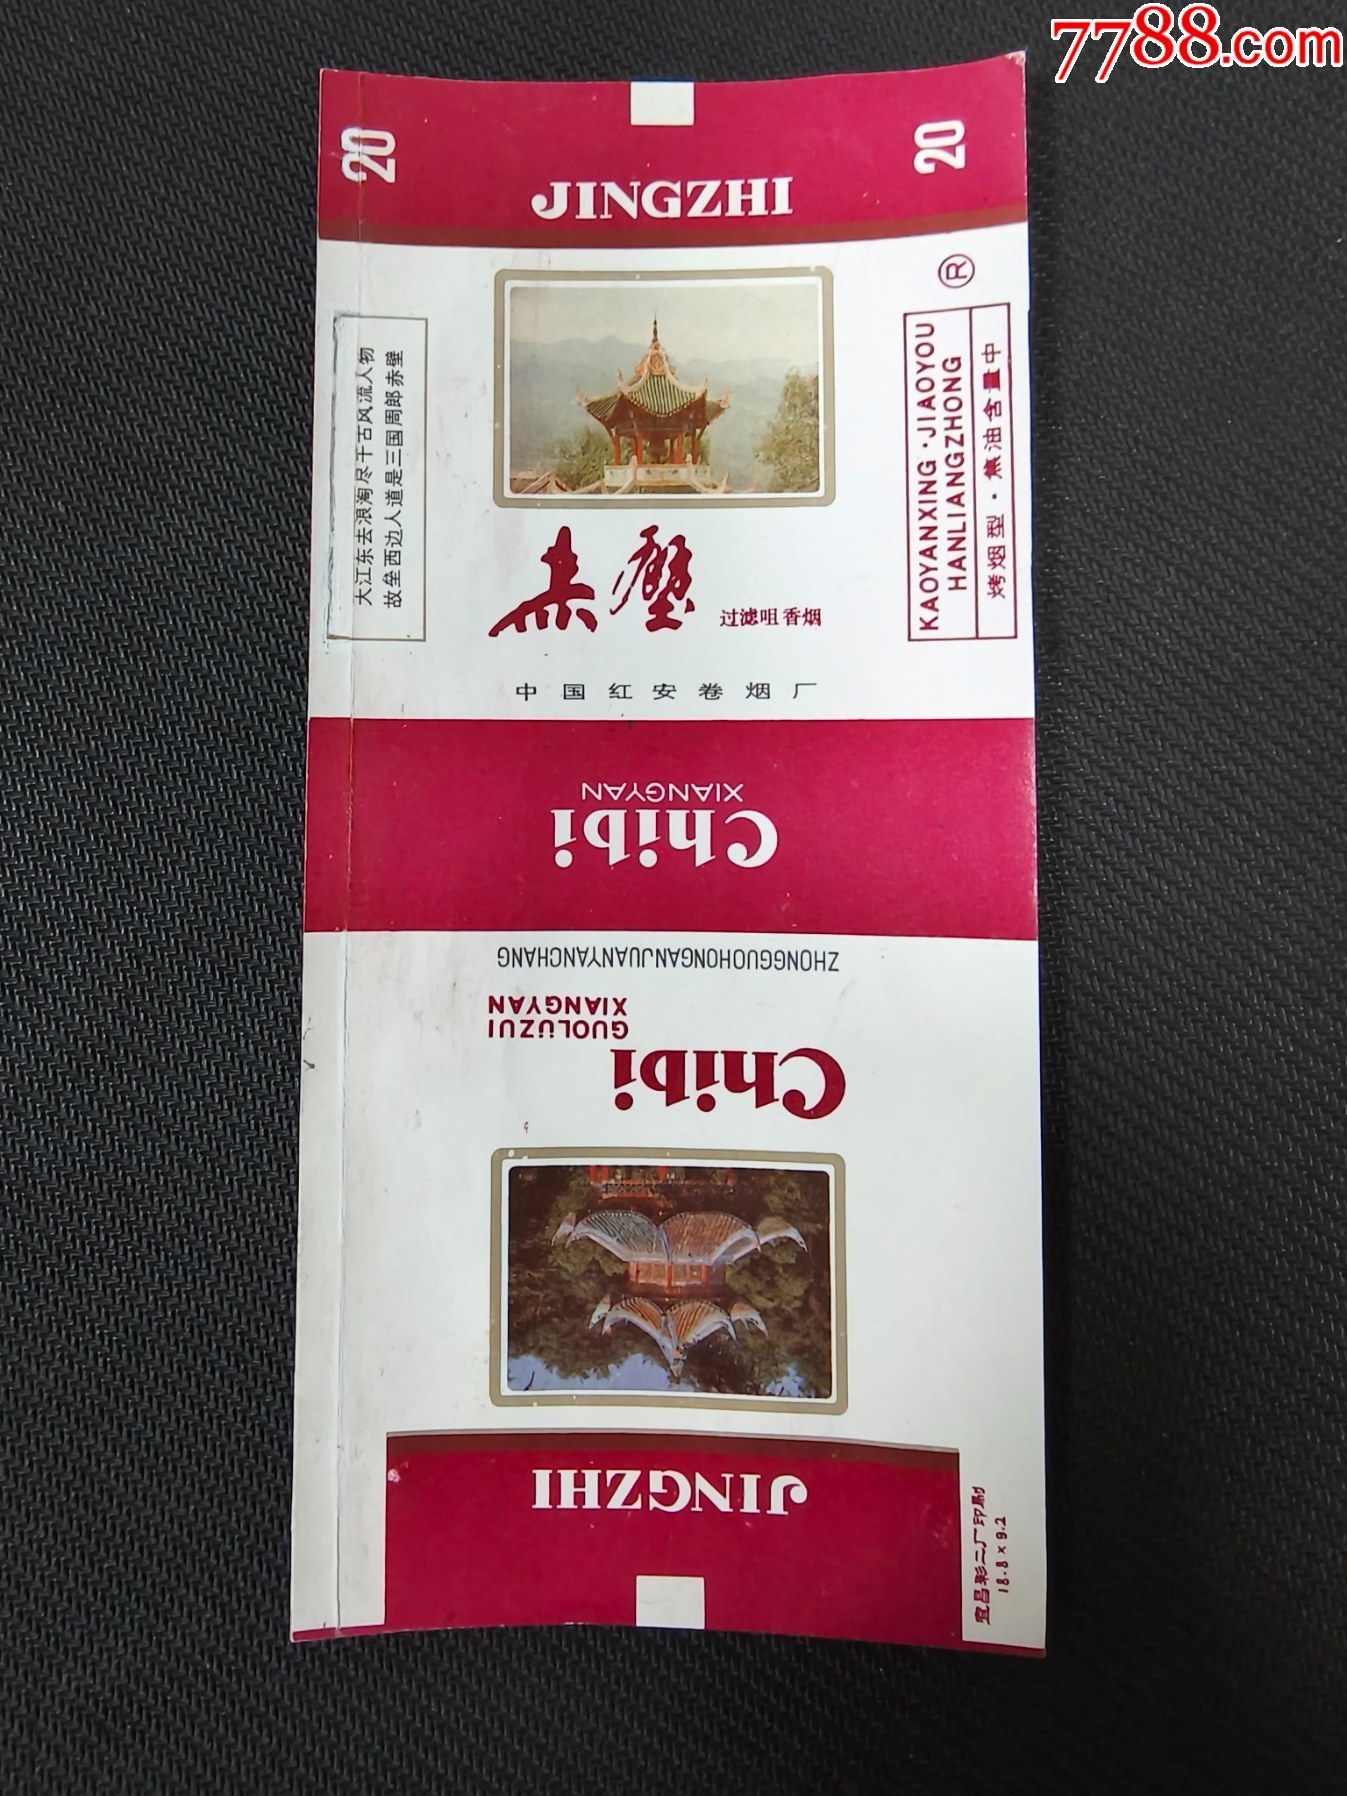 7788.com
20
20
JINGZHI
R
大江东去浪淘尽千古风流人物
故垒西边人道是三国周郎赤壁
KAOYANXING·JIAOYOU
HANLIANGZHONG
烤烟型·焦油含量中
赤壁
过滤咀香烟
中国红安卷烟厂
Chibi
XIANGYAN
ZHONGGUOHONGANJUANYANCHANG
Chibi
GUOLÜZUI
XIANGYAN
JINGZHI
宜昌彩二厂印刷
18.8×9.2